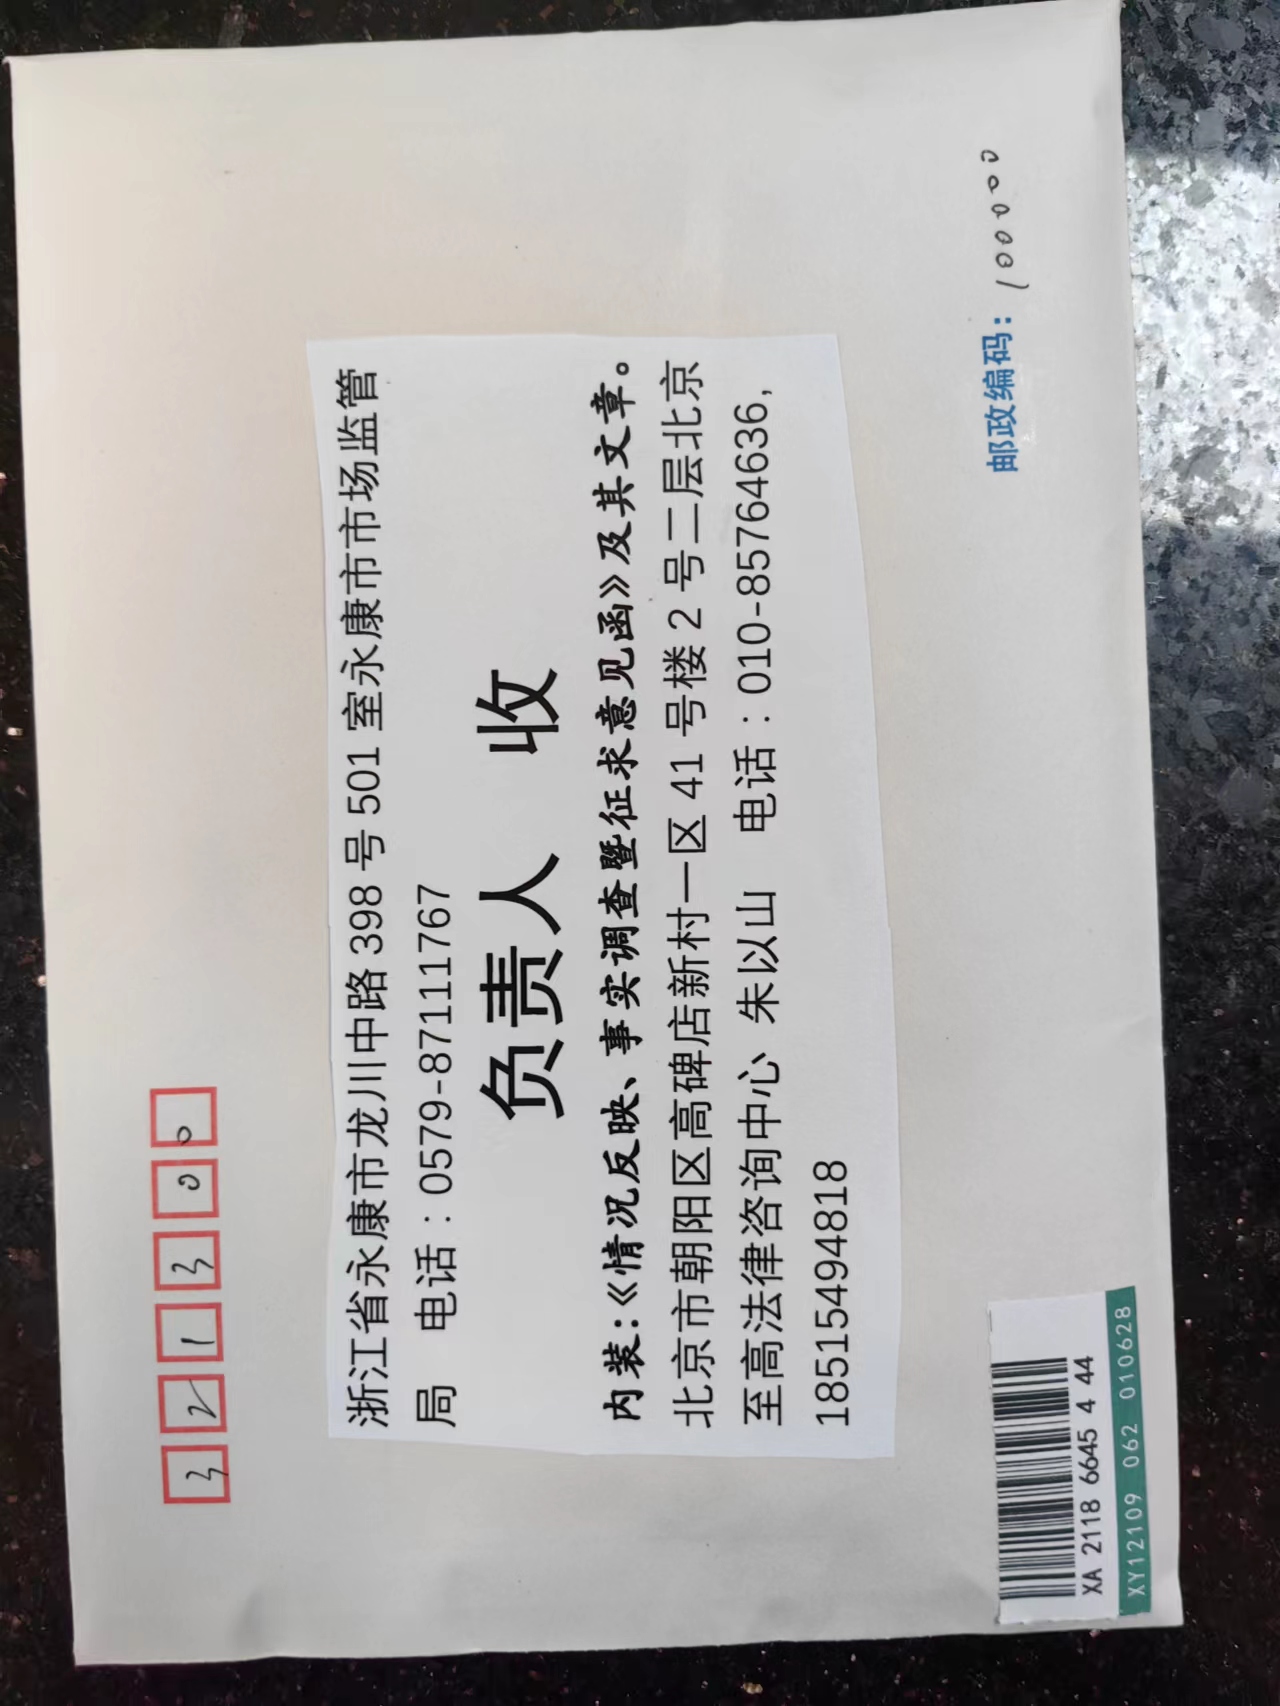 321300
浙江省永康市龙川中路 398 号 501 室永康市市场监管
局　电话：0579-87111767
负责人　收
内装：《情况反映、事实调查暨征求意见函》及其文章。
北京市朝阳区高碑店新村一区 41 号楼 2 号二层北京
至高法律咨询中心 朱以山　电话：010-85764636，
18515494818
邮政编码：100000
XA 2118 6645 4 44
XY12109 062 010628